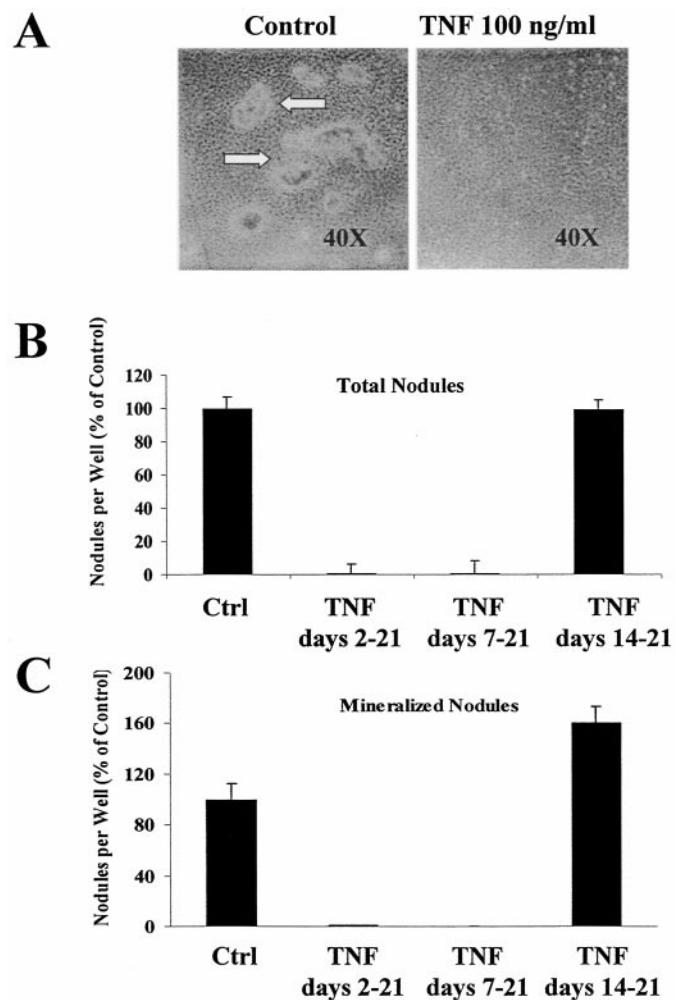 A
Control
TNF 100 ng/ml
40X
40X
B
Nodules per Well (% of Control)
120
100
80
60
40
20
0
Total Nodules
Ctrl
TNF
days 2-21
TNF
days 7-21
TNF
days 14-21
C
Nodules per Well (% of Control)
200
160
120
80
40
0
Mineralized Nodules
Ctrl
TNF
days 2-21
TNF
days 7-21
TNF
days 14-21